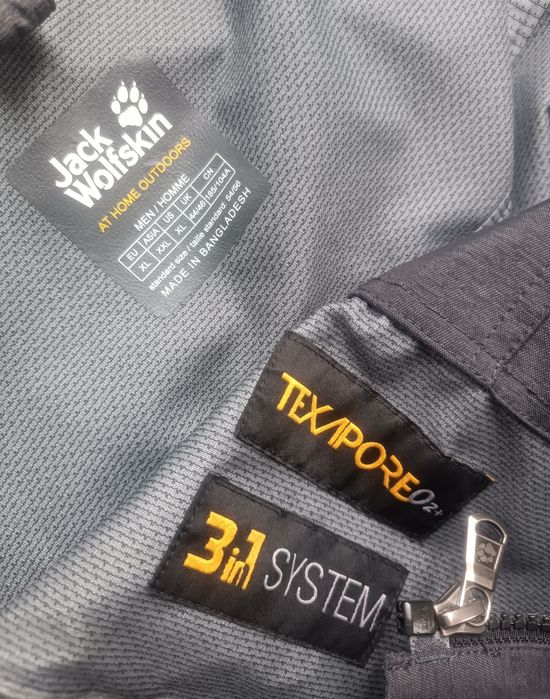 Jack
Wolfskin
AT HOME OUTDOORS
MEN / HOMME
EU ASIA US UK CN
XL XXL XL 44/46 185/104A
standard size / taille standard: 54/56
MADE IN BANGLADESH
TEXAPORE O2+
3in1 SYSTEM